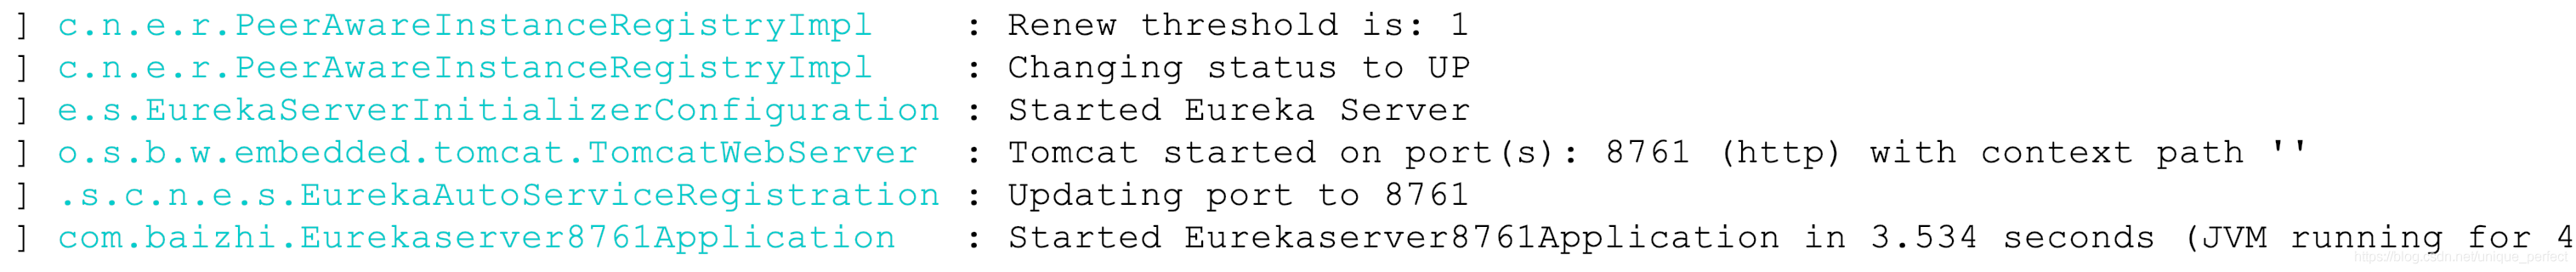 ] c.n.e.r.PeerAwareInstanceRegistryImpl : Renew threshold is: 1
] c.n.e.r.PeerAwareInstanceRegistryImpl : Changing status to UP
] e.s.EurekaServerInitializerConfiguration : Started Eureka Server
] o.s.b.w.embedded.tomcat.TomcatWebServer : Tomcat started on port(s): 8761 (http) with context path ''
] .s.c.n.e.s.EurekaAutoServiceRegistration : Updating port to 8761
] com.baizhi.Eurekaserver8761Application : Started Eurekaserver8761Application in 3.534 seconds (JVM running for 4
https://blog.csdn.net/unique_perfect